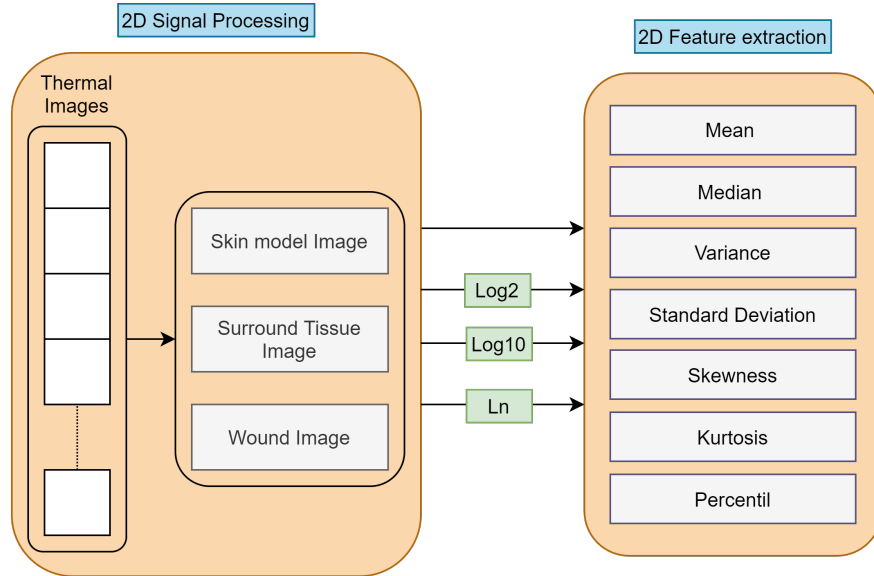 2D Signal Processing
2D Feature extraction
Thermal
Images
Skin model Image
Surround Tissue
Image
Wound Image
Log2
Log10
Ln
Mean
Median
Variance
Standard Deviation
Skewness
Kurtosis
Percentil